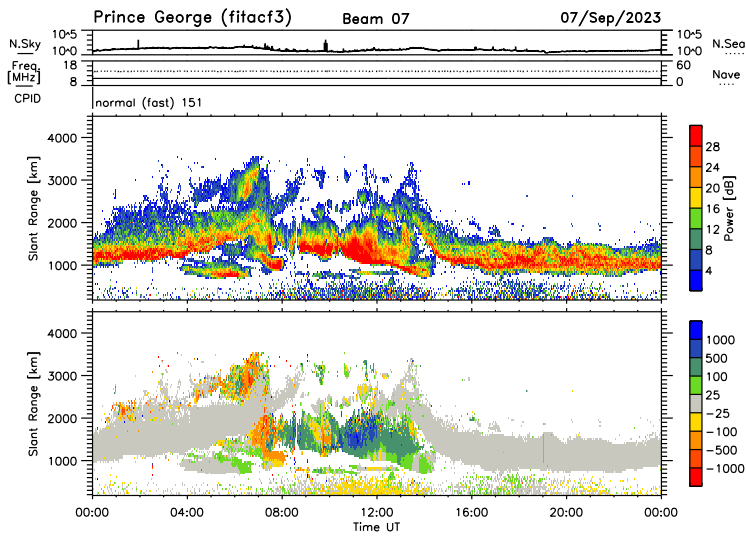 Prince George (fitacf3) Beam 07 07/Sep/2023
N.Sky 10^5 10^0 10^5 10^0 N.Sea
Freq. [MHz] 18 8 60 0 Nave
CPID normal (fast) 151
Slant Range [km] 4000 3000 2000 1000
Power [dB] 28 24 20 16 12 8 4
Slant Range [km] 4000 3000 2000 1000
1000 500 100 25 -25 -100 -500 -1000
00:00 04:00 08:00 12:00 16:00 20:00 00:00
Time UT